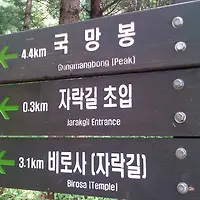 4.4km 국망봉
Gungmangbong (Peak)
0.3km 자락길 초입
Jarakgil Entrance
3.1km 비로사 (자락길)
Birosa (Temple)